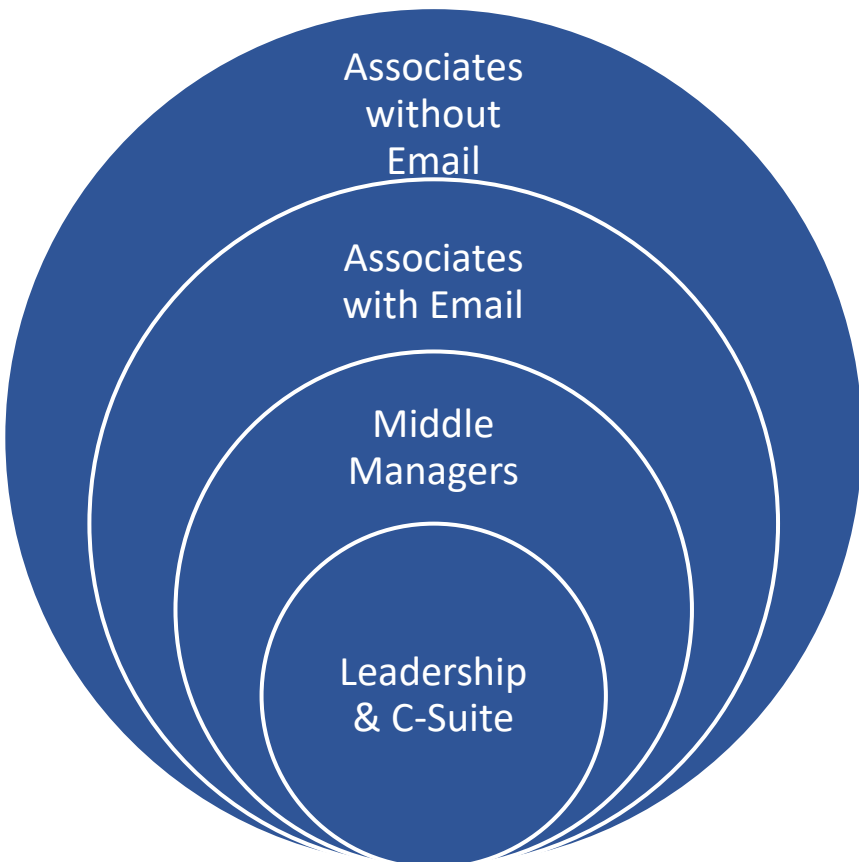 Associates
without
Email
Associates
with Email
Middle
Managers
Leadership
& C-Suite